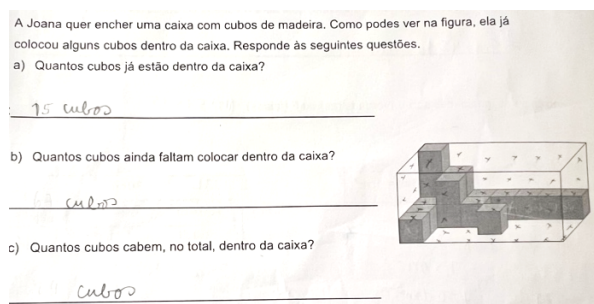 A Joana quer encher uma caixa com cubos de madeira. Como podes ver na figura, ela já
colocou alguns cubos dentro da caixa. Responde às seguintes questões.
a) Quantos cubos já estão dentro da caixa?
15 cubos
b) Quantos cubos ainda faltam colocar dentro da caixa?
cubos
c) Quantos cubos cabem, no total, dentro da caixa?
cubos